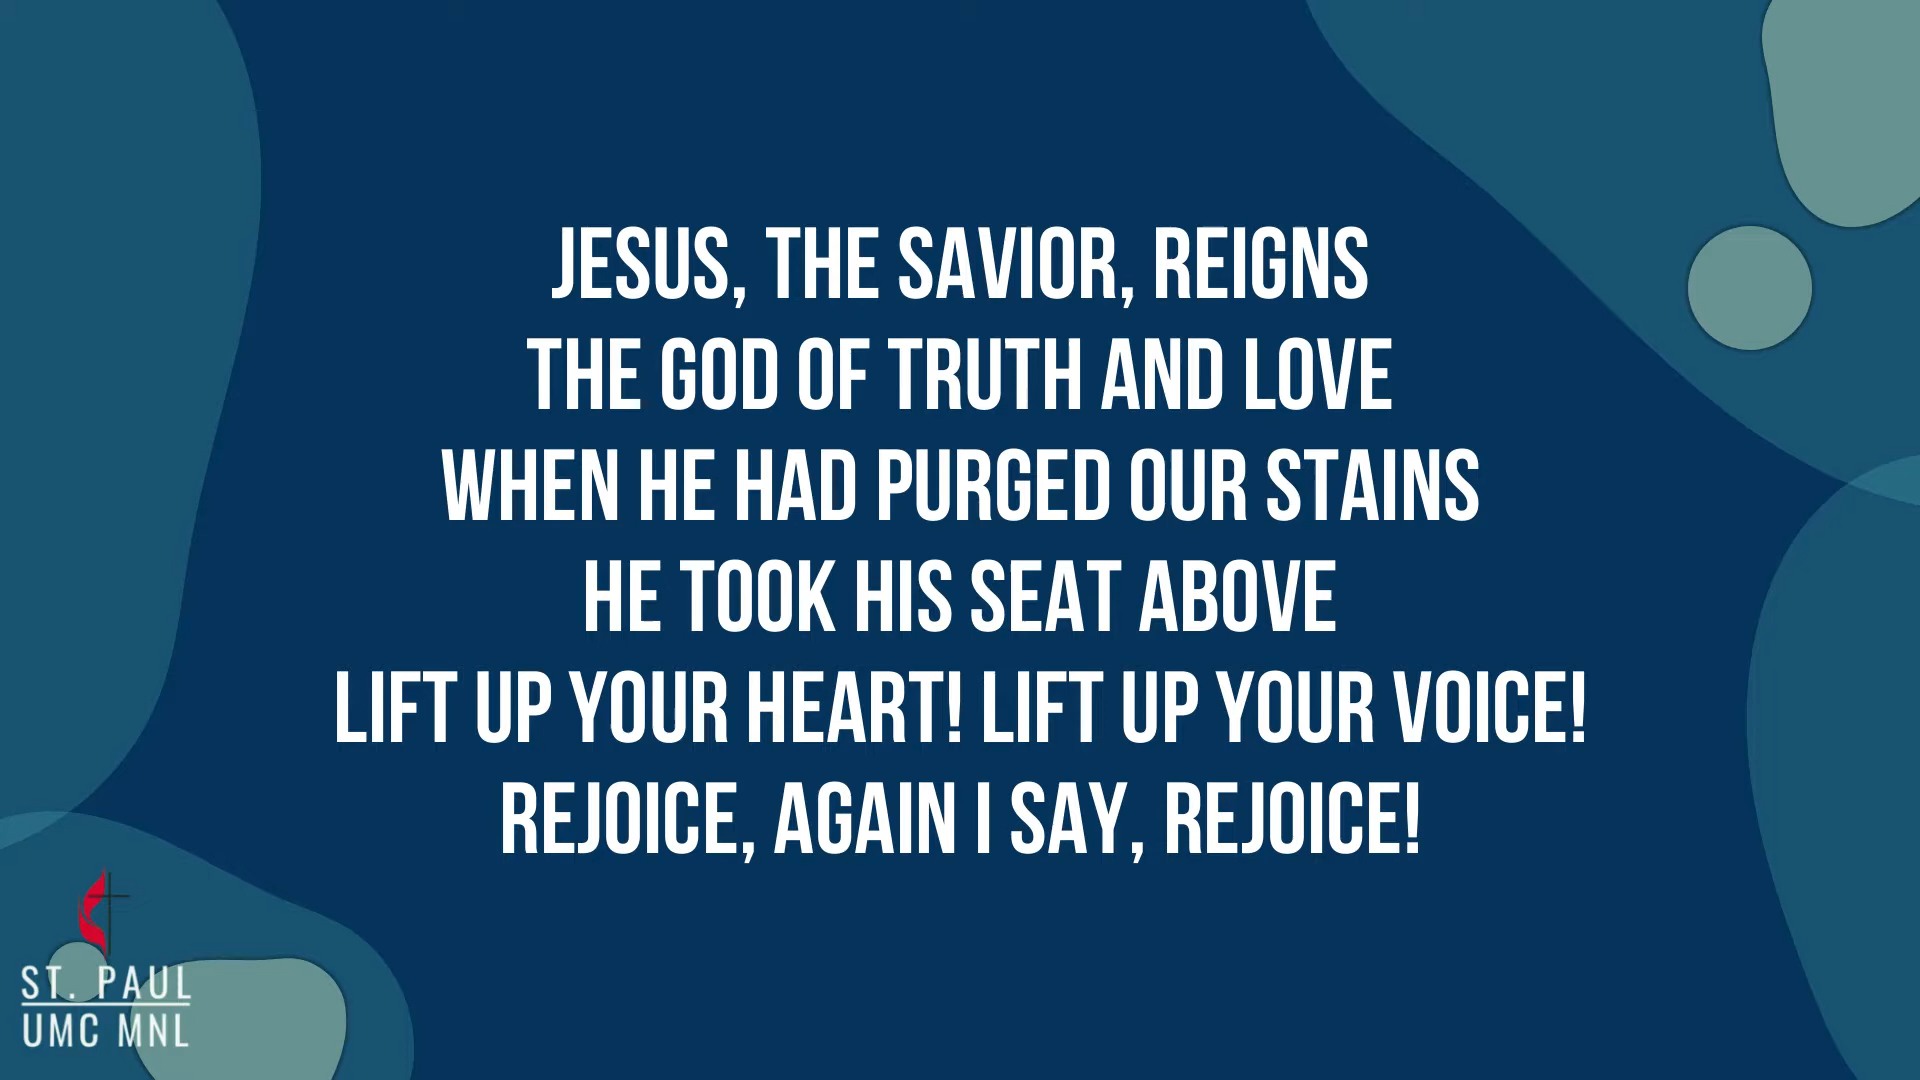 JESUS, THE SAVIOR, REIGNS
THE GOD OF TRUTH AND LOVE
WHEN HE HAD PURGED OUR STAINS
HE TOOK HIS SEAT ABOVE
LIFT UP YOUR HEART! LIFT UP YOUR VOICE!
REJOICE, AGAIN I SAY, REJOICE!
ST. PAUL
UMC MNL